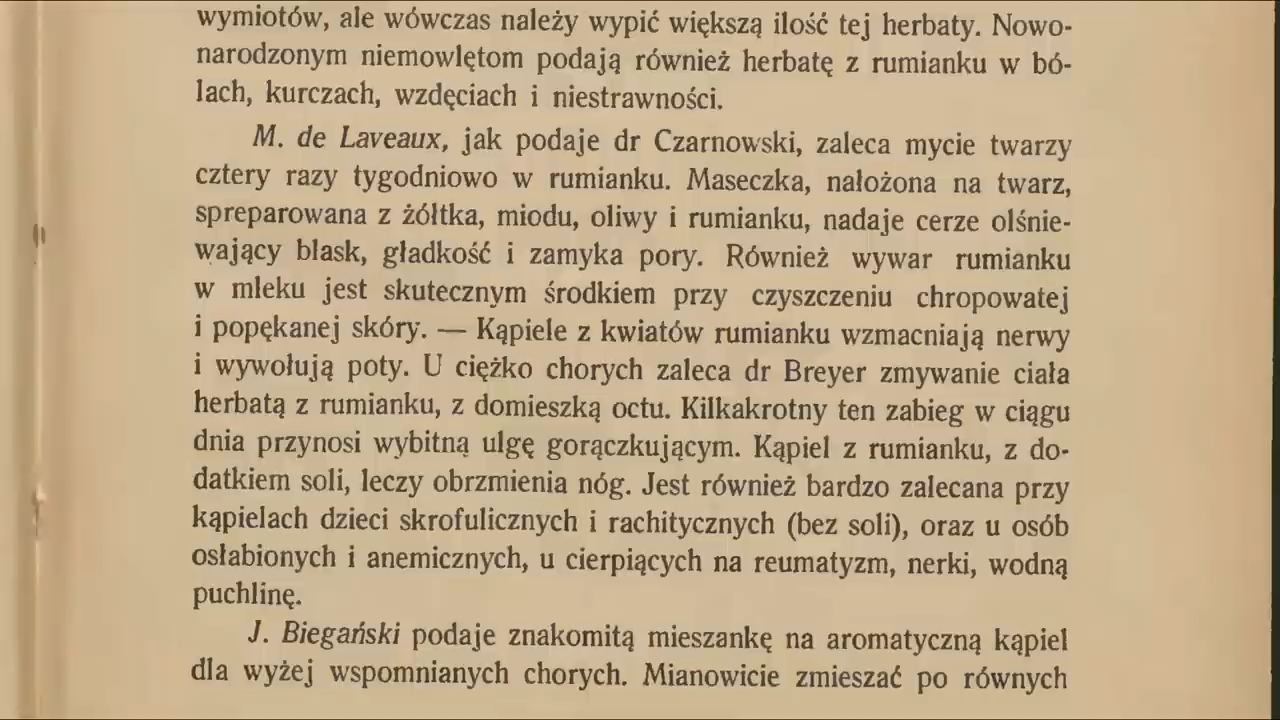 wymiotów, ale wówczas należy wypić większą ilość tej herbaty. Nowo-
narodzonym niemowlętom podają również herbatę z rumianku w bó-
lach, kurczach, wzdęciach i niestrawności.
M. de Laveaux, jak podaje dr Czarnowski, zaleca mycie twarzy
cztery razy tygodniowo w rumianku. Maseczka, nałożona na twarz,
spreparowana z żółtka, miodu, oliwy i rumianku, nadaje cerze olśnie-
wający blask, gładkość i zamyka pory. Również wywar rumianku
w mleku jest skutecznym środkiem przy czyszczeniu chropowatej
i popękanej skóry. — Kąpiele z kwiatów rumianku wzmacniają nerwy
i wywołują poty. U ciężko chorych zaleca dr Breyer zmywanie ciała
herbatą z rumianku, z domieszką octu. Kilkakrotny ten zabieg w ciągu
dnia przynosi wybitną ulgę gorączkującym. Kąpiel z rumianku, z do-
datkiem soli, leczy obrzmienia nóg. Jest również bardzo zalecana przy
kąpielach dzieci skrofulicznych i rachitycznych (bez soli), oraz u osób
osłabionych i anemicznych, u cierpiących na reumatyzm, nerki, wodną
puchlinę.
J. Biegański podaje znakomitą mieszankę na aromatyczną kąpiel
dla wyżej wspomnianych chorych. Mianowicie zmieszać po równych